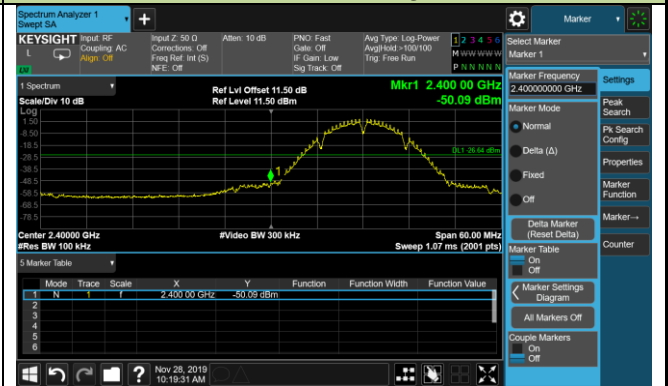 Spectrum Analyzer 1
Swept SA
Marker
KEYSIGHT
L
Input: RF
Coupling: AC
Align: Off
Input Z: 50 Ω
Corrections: Off
Freq Ref: Int (S)
NFE: Off
Atten: 10 dB
PNO: Fast
Gate: Off
IF Gain: Low
Sig Track: Off
Avg Type: Log-Power
Avg|Hold:>100/100
Trig: Free Run
1 2 3 4 5 6
M W W W W W
P N N N N N
Select Marker
Marker 1
1 Spectrum
Scale/Div 10 dB
Log
Ref Lvl Offset 11.50 dB
Ref Level 11.50 dBm
Mkr1 2.400 00 GHz
-50.09 dBm
1.50
-8.50
-18.5
-28.5
-38.5
-48.5
-58.5
-68.5
-78.5
DL1 -26.64 dBm
1
Center 2.40000 GHz
#Res BW 100 kHz
#Video BW 300 kHz
Span 60.00 MHz
Sweep 1.07 ms (2001 pts)
5 Marker Table
Mode Trace Scale X Y Function Function Width Function Value
1 N 1 f 2.400 00 GHz -50.09 dBm
2
3
4
5
6
Marker Frequency
2.400000000 GHz
Marker Mode
Normal
Delta (Δ)
Fixed
Off
Delta Marker
(Reset Delta)
Marker Table
On
Off
Marker Settings
Diagram
All Markers Off
Couple Markers
On
Off
Settings
Peak
Search
Pk Search
Config
Properties
Marker
Function
Marker→
Counter
Nov 28, 2019
10:19:31 AM